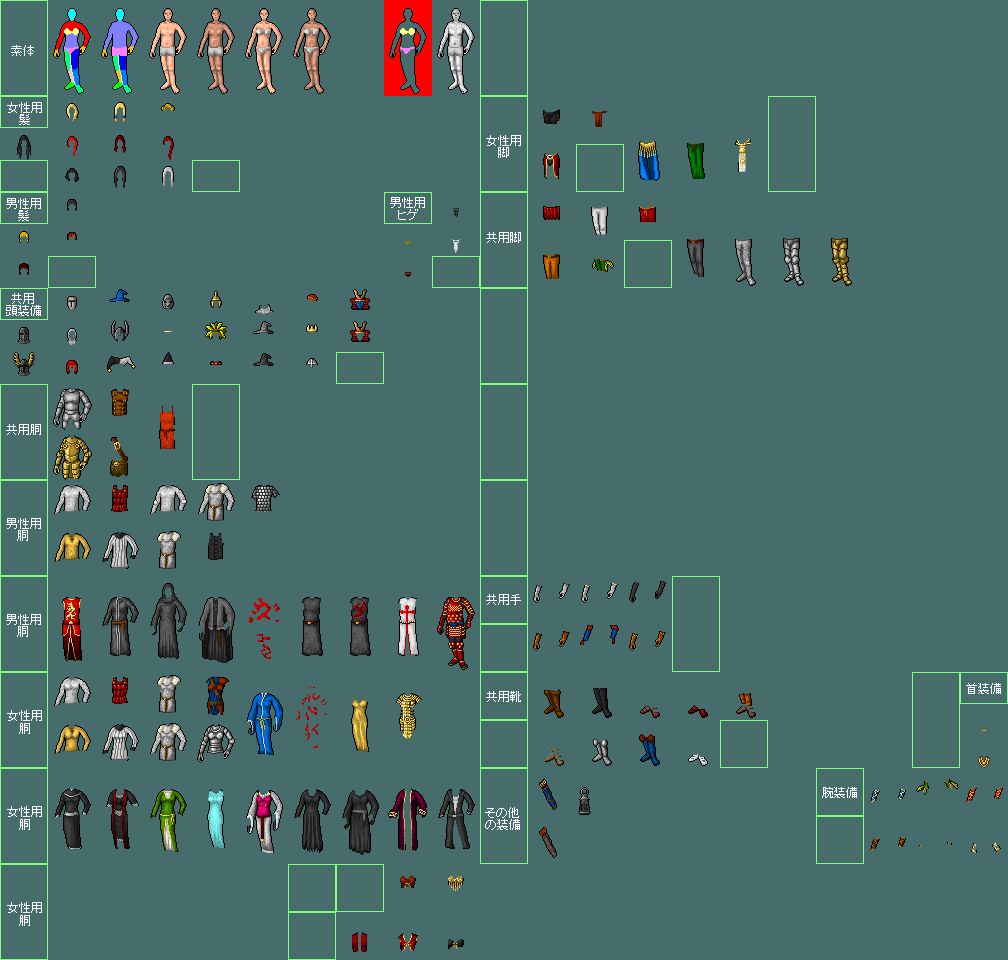 素体
女性用
髪
女性用
脚
男性用
髪
男性用
ヒゲ
共用脚
共用
頭装備
共用胴
男性用
胴
男性用
胴
共用手
女性用
胴
共用靴
首装備
女性用
胴
その他
の装備
腕装備
女性用
胴